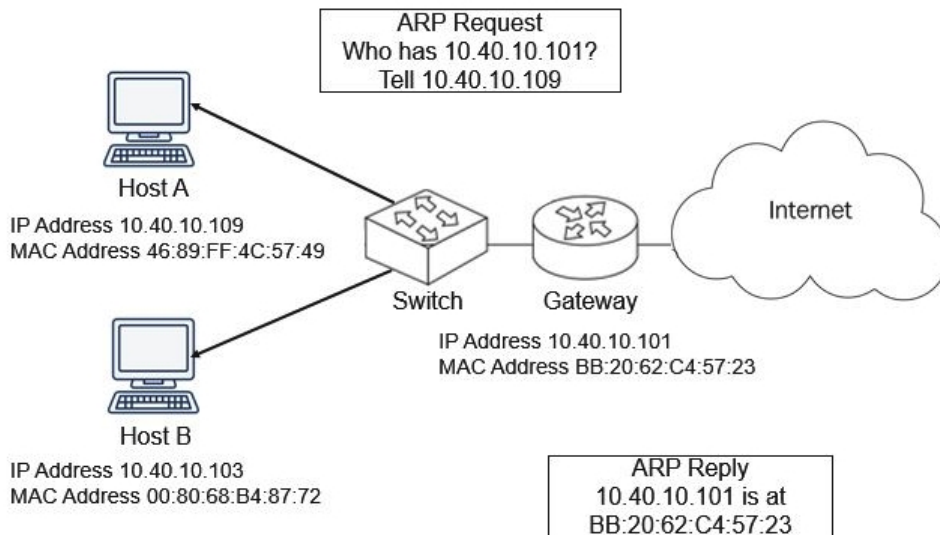 ARP Request
Who has 10.40.10.101?
Tell 10.40.10.109
Host A
IP Address 10.40.10.109
MAC Address 46:89:FF:4C:57:49
Internet
Switch
Gateway
IP Address 10.40.10.101
MAC Address BB:20:62:C4:57:23
Host B
IP Address 10.40.10.103
MAC Address 00:80:68:B4:87:72
ARP Reply
10.40.10.101 is at
BB:20:62:C4:57:23